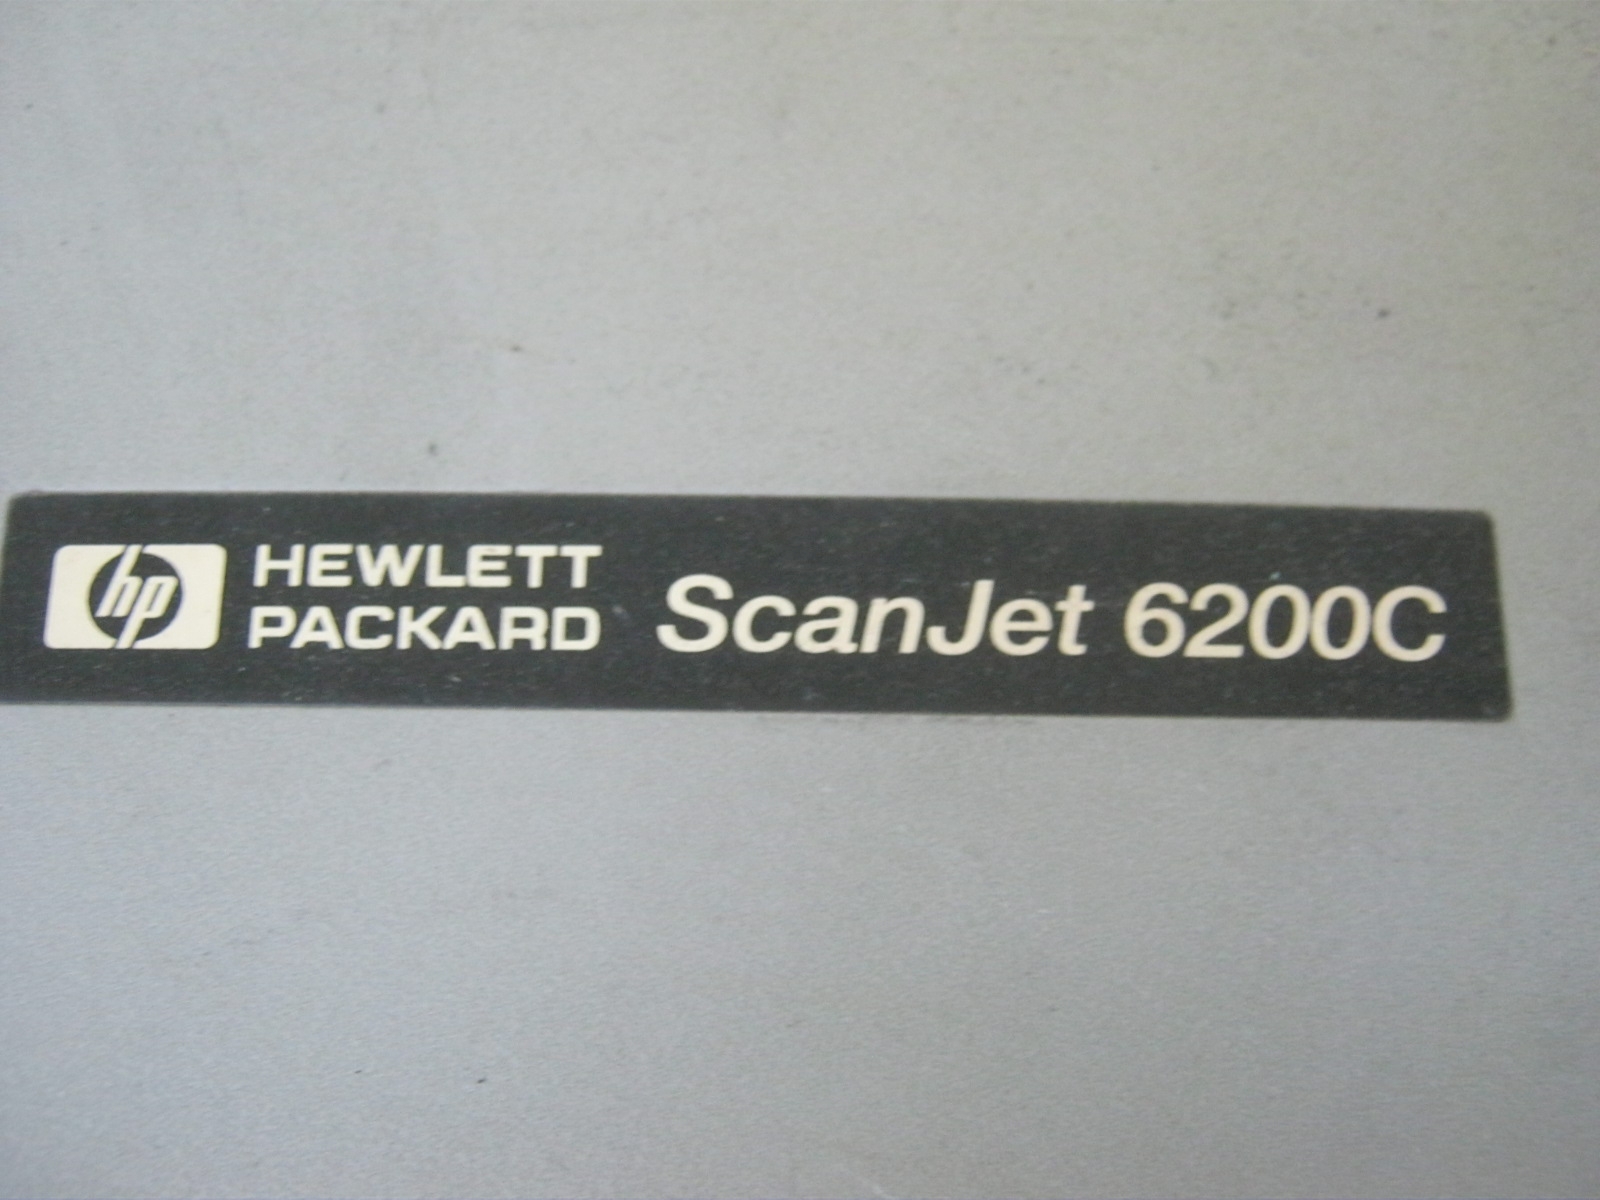 hp HEWLETT PACKARD ScanJet 6200C